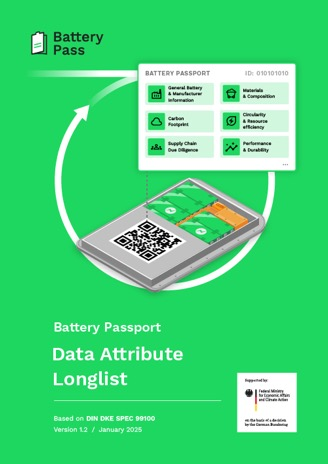 Battery
Pass
BATTERY PASSPORT
ID: 010101010
General Battery
& Manufacturer
Information
Materials
& Composition
Carbon
Footprint
Circularity
& Resource
efficiency
Supply Chain
Due Diligence
Performance
& Durability
...
Battery Passport
Data Attribute
Longlist
Based on DIN DKE SPEC 99100
Version 1.2 / January 2025
Supported by:
Federal Ministry
for Economic Affairs
and Climate Action
on the basis of a decision
by the German Bundestag